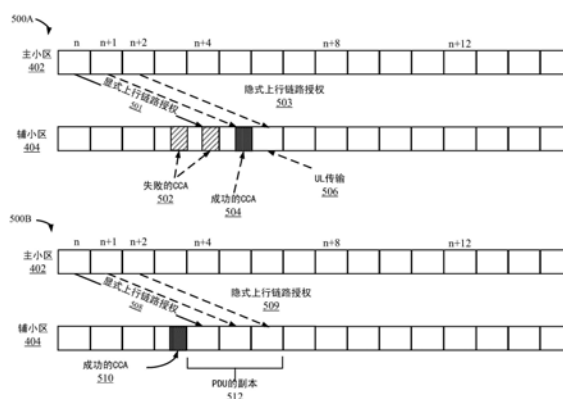 500A
n n+1 n+2 n+4 n+8 n+12
主小区
402
显式上行链路授权
501
隐式上行链路授权
503
辅小区
404
失败的CCA
502
成功的CCA
504
UL传输
506
500B
n n+1 n+2 n+4 n+8 n+12
主小区
402
显式上行链路授权
508
隐式上行链路授权
509
辅小区
404
成功的CCA
510
PDU的副本
512